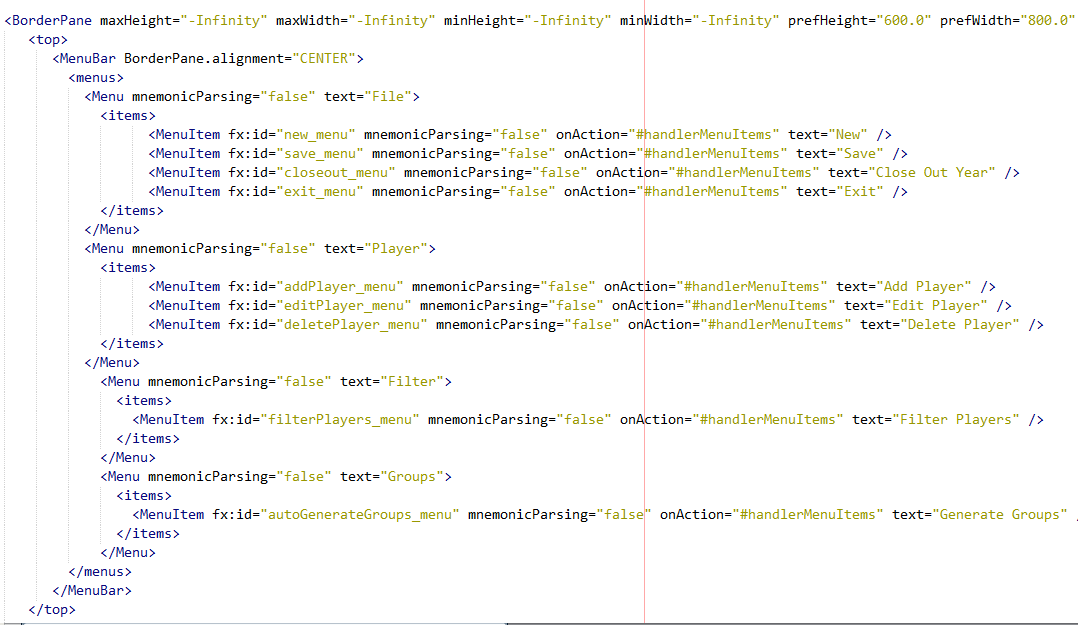 <BorderPane maxHeight="-Infinity" maxWidth="-Infinity" minHeight="-Infinity" minWidth="-Infinity" prefHeight="600.0" prefWidth="800.0"
<top>
<MenuBar BorderPane.alignment="CENTER">
<menus>
<Menu mnemonicParsing="false" text="File">
<items>
<MenuItem fx:id="new_menu" mnemonicParsing="false" onAction="#handlerMenuItems" text="New" />
<MenuItem fx:id="save_menu" mnemonicParsing="false" onAction="#handlerMenuItems" text="Save" />
<MenuItem fx:id="closeout_menu" mnemonicParsing="false" onAction="#handlerMenuItems" text="Close Out Year" />
<MenuItem fx:id="exit_menu" mnemonicParsing="false" onAction="#handlerMenuItems" text="Exit" />
</items>
</Menu>
<Menu mnemonicParsing="false" text="Player">
<items>
<MenuItem fx:id="addPlayer_menu" mnemonicParsing="false" onAction="#handlerMenuItems" text="Add Player" />
<MenuItem fx:id="editPlayer_menu" mnemonicParsing="false" onAction="#handlerMenuItems" text="Edit Player" />
<MenuItem fx:id="deletePlayer_menu" mnemonicParsing="false" onAction="#handlerMenuItems" text="Delete Player" />
</items>
</Menu>
<Menu mnemonicParsing="false" text="Filter">
<items>
<MenuItem fx:id="filterPlayers_menu" mnemonicParsing="false" onAction="#handlerMenuItems" text="Filter Players" />
</items>
</Menu>
<Menu mnemonicParsing="false" text="Groups">
<items>
<MenuItem fx:id="autoGenerateGroups_menu" mnemonicParsing="false" onAction="#handlerMenuItems" text="Generate Groups" /
</items>
</Menu>
</menus>
</MenuBar>
</top>